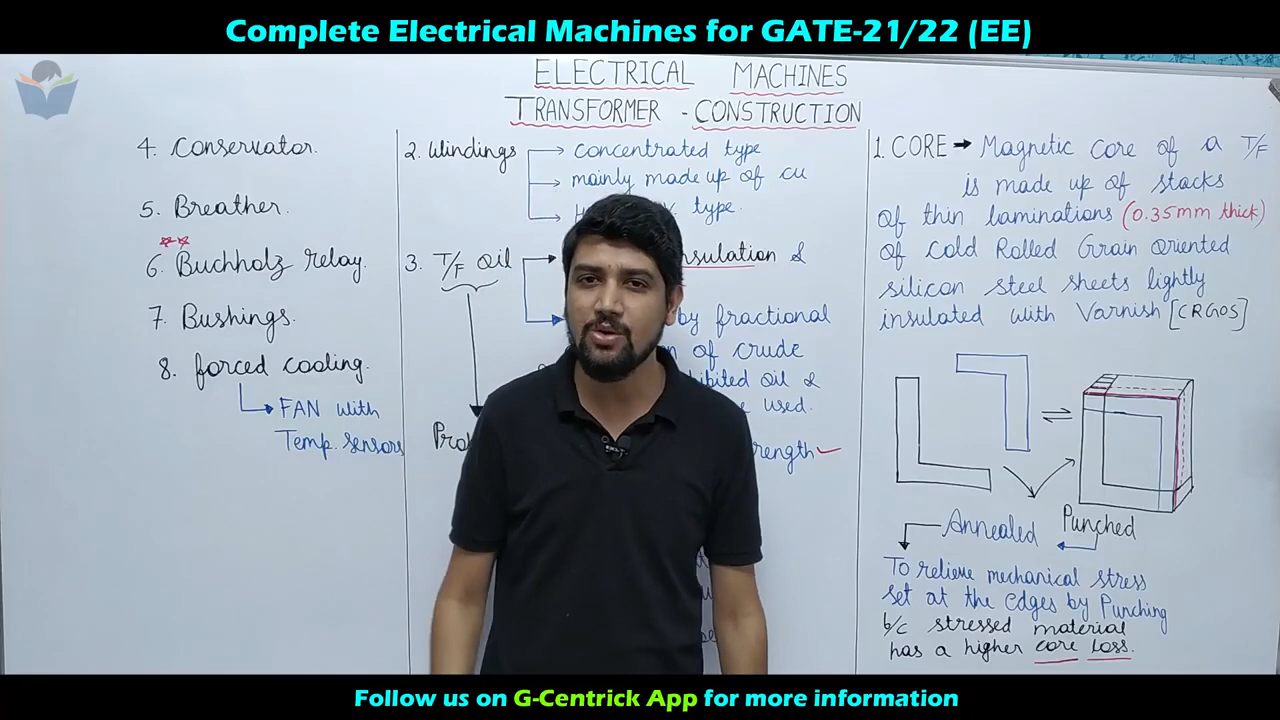 Complete Electrical Machines for GATE-21/22 (EE)
ELECTRICAL MACHINES
TRANSFORMER - CONSTRUCTION
4. Conservator.
5. Breather.
6. Buchholz relay.
7. Bushings.
8. forced cooling.
FAN with
Temp. sensors
2. Windings
concentrated type
mainly made up of cu
type.
3. T/F oil
insulation &
by fractional
of crude
oil &
used.
1. CORE → Magnetic core of a T/F
is made up of stacks
of thin laminations (0.35mm thick)
of cold Rolled Grain oriented
silicon steel sheets lightly
insulated with Varnish [CRGOS]
Annealed Punched
To relieve mechanical stress
set at the edges by Punching
b/c stressed material
has a higher core loss.
Follow us on G-Centrick App for more information